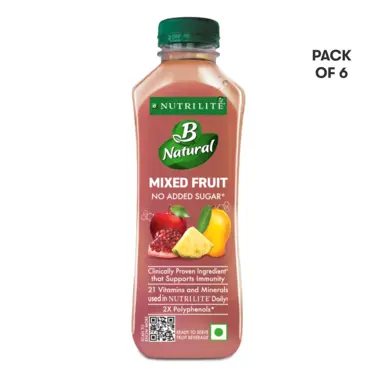 PACK
OF 6
NUTRILITE
B
Natural
MIXED FRUIT
NO ADDED SUGAR*
Clinically Proven Ingredient#
that Supports Immunity
21 Vitamins and Minerals
used in NUTRILITE Daily^
2X Polyphenols*
READY TO SERVE
FRUIT BEVERAGE